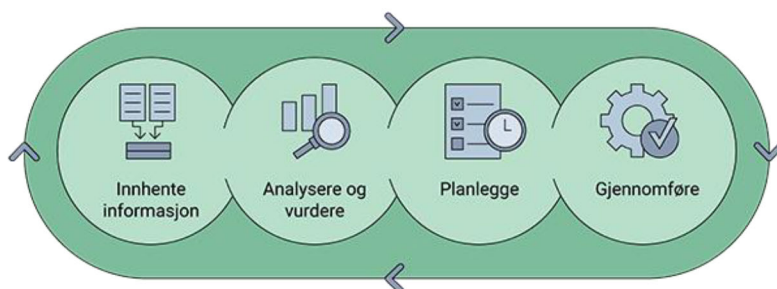 Innhente
informasjon
Analysere og
vurdere
Planlegge
Gjennomføre